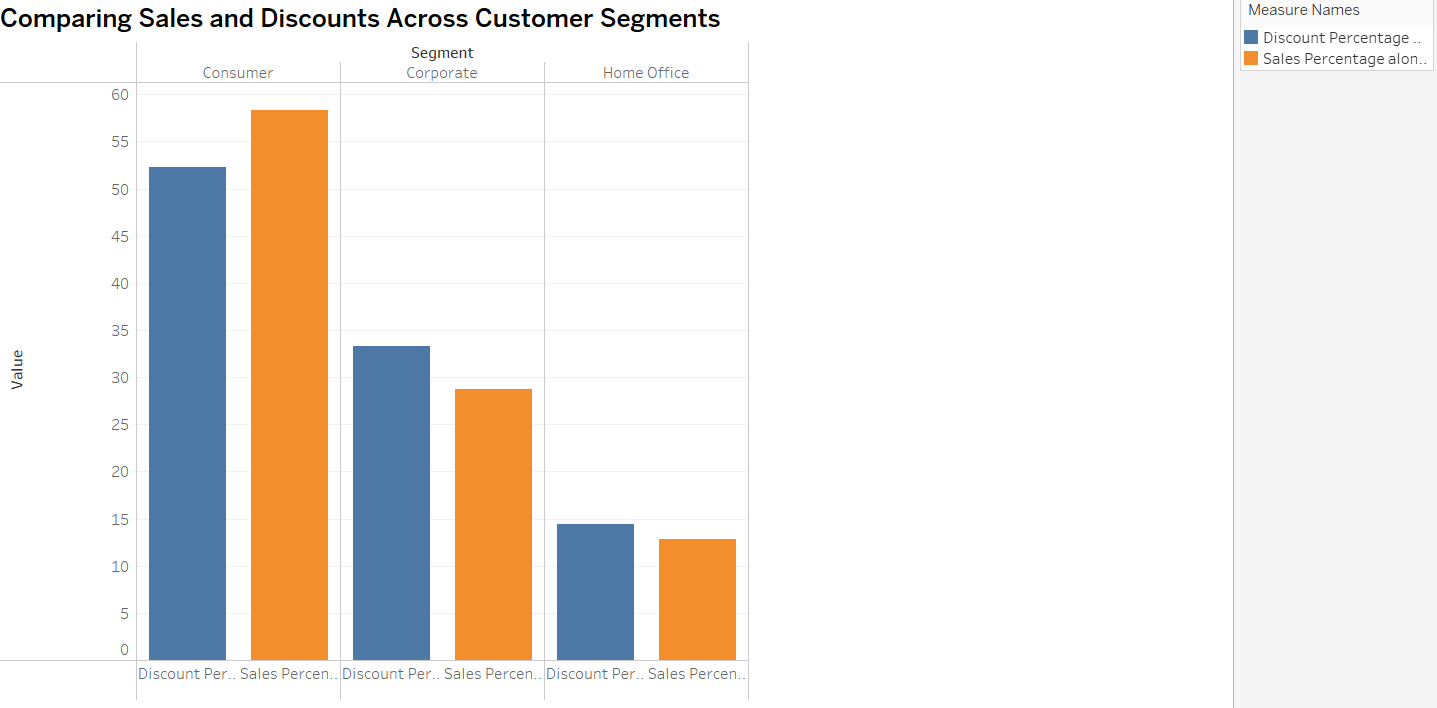 Comparing Sales and Discounts Across Customer Segments
Segment
Consumer Corporate Home Office
60
55
50
45
40
35
30
25
20
15
10
5
0
Value
Discount Per.. Sales Percen.. Discount Per.. Sales Percen.. Discount Per.. Sales Percen..
Measure Names
Discount Percentage ..
Sales Percentage alon..